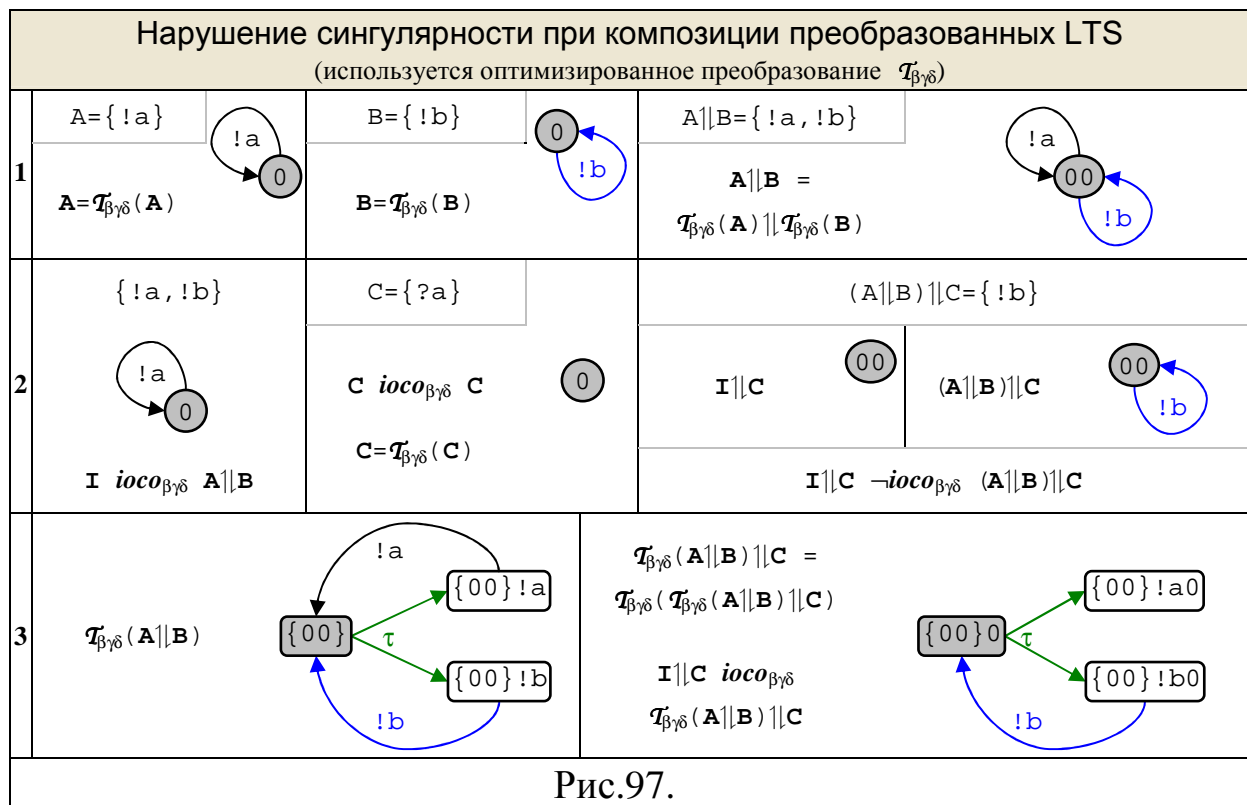 Нарушение сингулярности при композиции преобразованных LTS
(используется оптимизированное преобразование 𝒯βγδ)
1
A={!a}
!a
0
A=𝒯βγδ(A)
B={!b}
0
!b
B=𝒯βγδ(B)
A⇅B={!a,!b}
A⇅B =
𝒯βγδ(A)⇅𝒯βγδ(B)
!a
00
!b
2
{!a,!b}
!a
0
I iocoβγδ A⇅B
C={?a}
C iocoβγδ C
0
C=𝒯βγδ(C)
(A⇅B)⇅C={!b}
I⇅C
00
(A⇅B)⇅C
00
!b
I⇅C ¬iocoβγδ (A⇅B)⇅C
3
𝒯βγδ(A⇅B)
!a
{00}!a
{00}
τ
{00}!b
!b
𝒯βγδ(A⇅B)⇅C =
𝒯βγδ(𝒯βγδ(A⇅B)⇅C)
I⇅C iocoβγδ
𝒯βγδ(A⇅B)⇅C
{00}!a0
{00}0
τ
{00}!b0
!b
Рис.97.